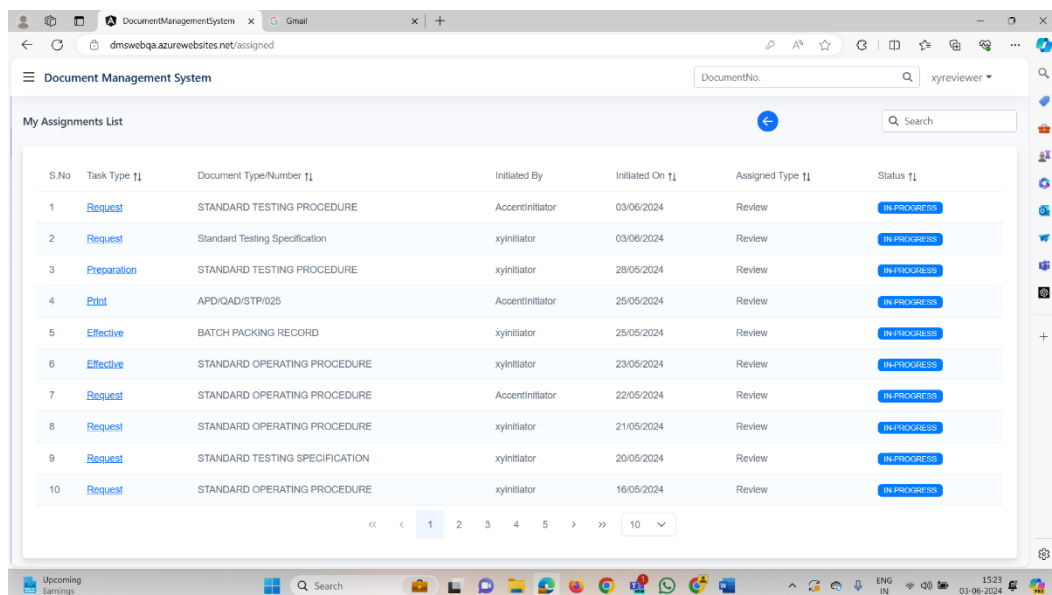 DocumentManagementSystem
Gmail
dmswebqa.azurewebsites.net/assigned
Document Management System
DocumentNo.
xyreviewer
My Assignments List
Search
S.No Task Type Document Type/Number Initiated By Initiated On Assigned Type Status
1 Request STANDARD TESTING PROCEDURE AccentInitiator 03/06/2024 Review IN-PROGRESS
2 Request Standard Testing Specification xyinitiator 03/06/2024 Review IN-PROGRESS
3 Preparation STANDARD TESTING PROCEDURE xyinitiator 28/05/2024 Review IN-PROGRESS
4 Print APD/QAD/STP/025 AccentInitiator 25/05/2024 Review IN-PROGRESS
5 Effective BATCH PACKING RECORD xyinitiator 25/05/2024 Review IN-PROGRESS
6 Effective STANDARD OPERATING PROCEDURE xyinitiator 23/05/2024 Review IN-PROGRESS
7 Request STANDARD OPERATING PROCEDURE AccentInitiator 22/05/2024 Review IN-PROGRESS
8 Request STANDARD OPERATING PROCEDURE xyinitiator 21/05/2024 Review IN-PROGRESS
9 Request STANDARD TESTING SPECIFICATION xyinitiator 20/05/2024 Review IN-PROGRESS
10 Request STANDARD OPERATING PROCEDURE xyinitiator 16/05/2024 Review IN-PROGRESS
<< < 1 2 3 4 5 > >> 10
Upcoming
Earnings
Search
ENG
IN
15:23
03-06-2024